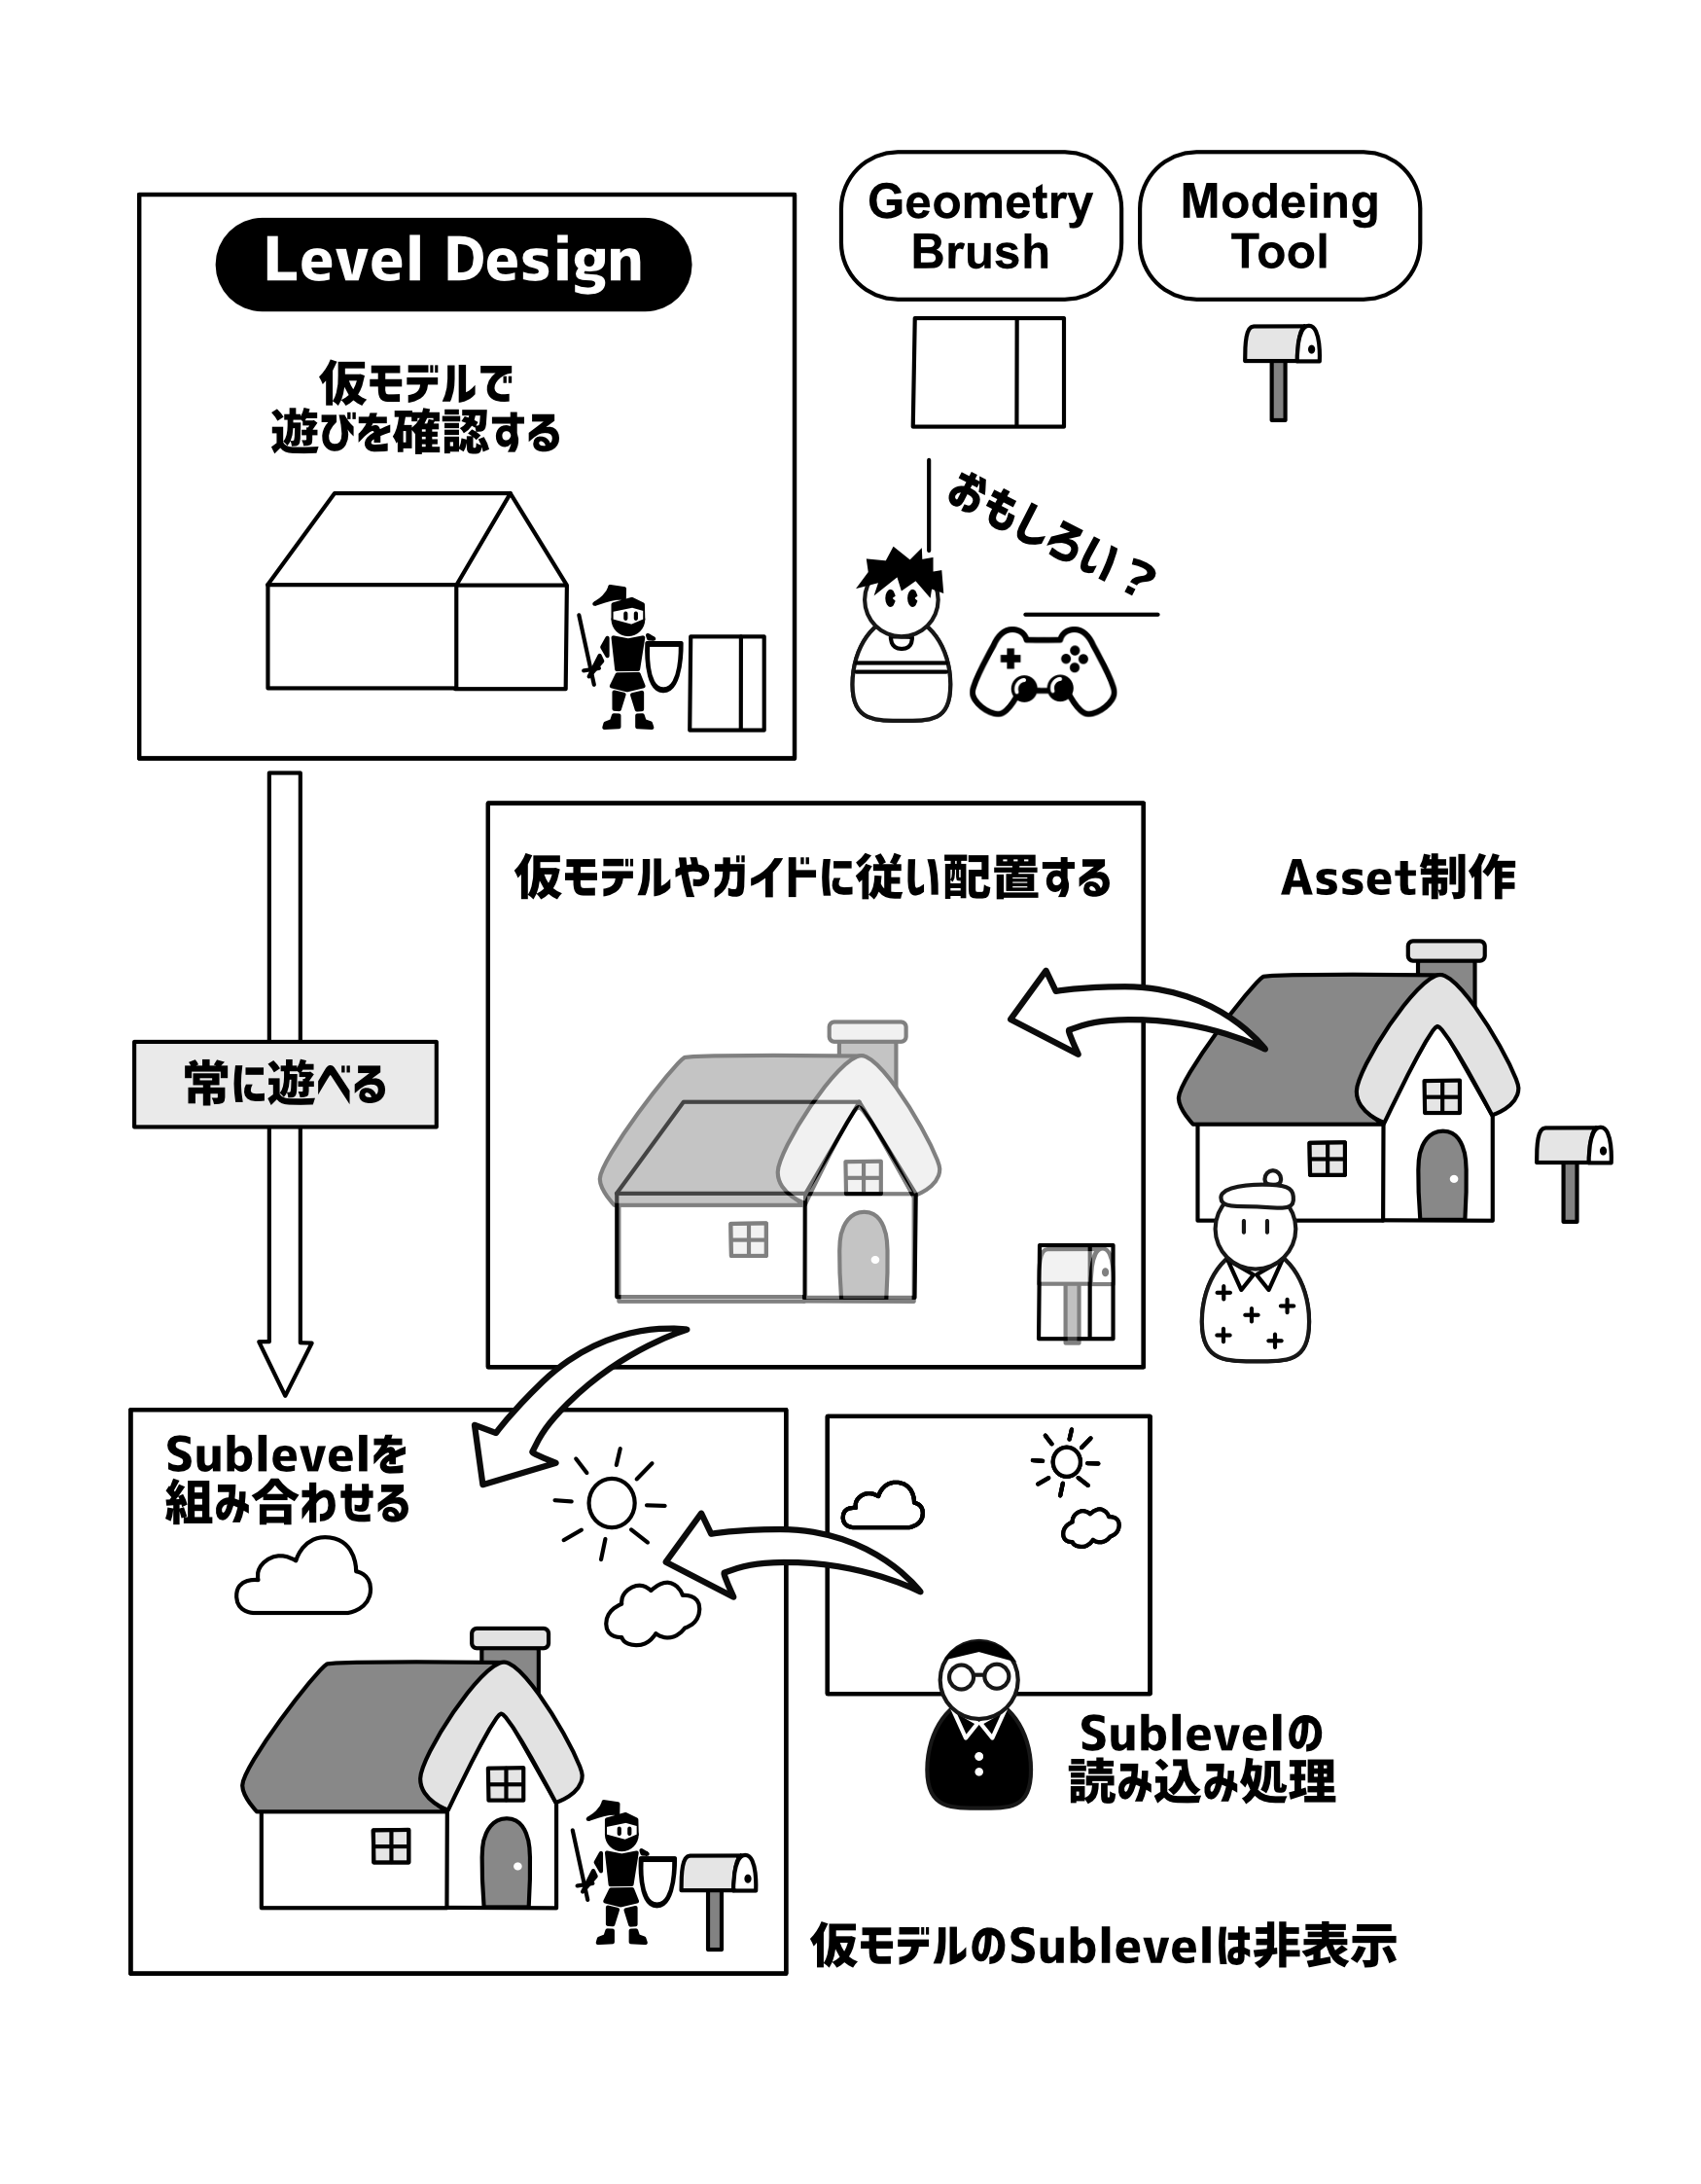 Level Design
仮モデルで
遊びを確認する
Geometry
Brush
Modeing
Tool
おもしろい？
仮モデルやガイドに従い配置する
Asset制作
常に遊べる
Sublevelを
組み合わせる
Sublevelの
読み込み処理
仮モデルのSublevelは非表示